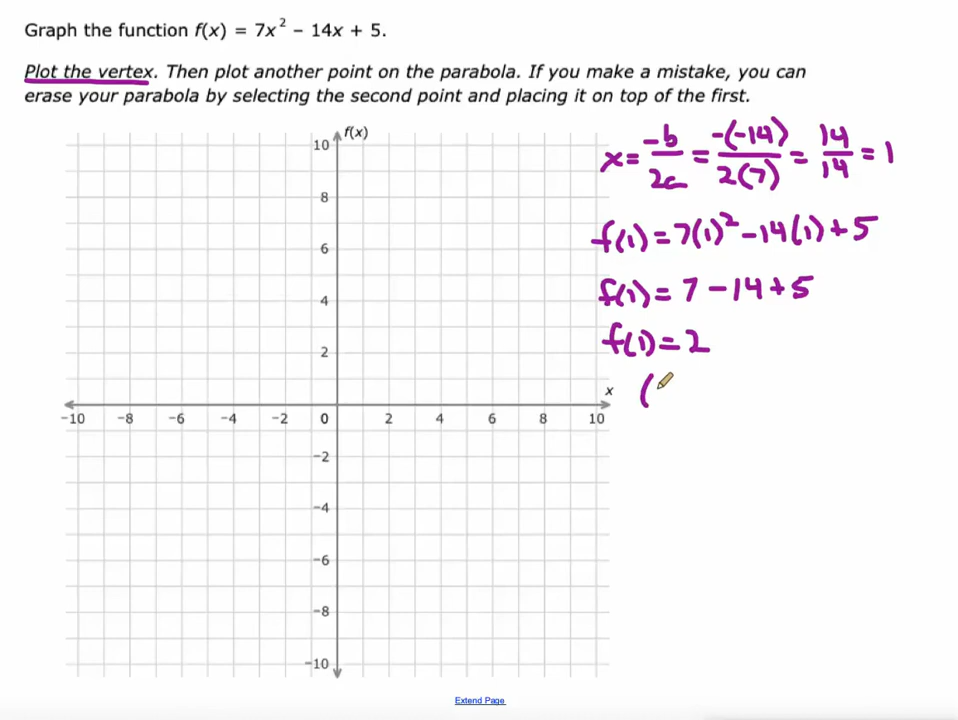 Graph the function f(x) = 7x² – 14x + 5.
Plot the vertex. Then plot another point on the parabola. If you make a mistake, you can
erase your parabola by selecting the second point and placing it on top of the first.
f(x)
10
8
6
4
2
x
-10 -8 -6 -4 -2 0 2 4 6 8 10
-2
-4
-6
-8
-10
x = -b/2a = -(-14)/2(7) = 14/14 = 1
f(1) = 7(1)² - 14(1) + 5
f(1) = 7 - 14 + 5
f(1) = 2
(
Extend Page